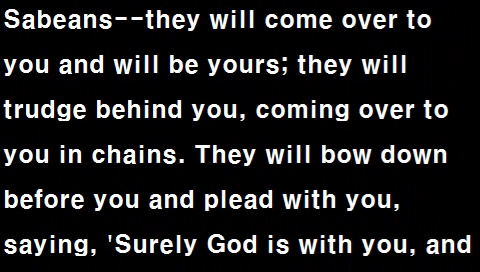 Sabeans--they will come over to
you and will be yours; they will
trudge behind you, coming over to
you in chains. They will bow down
before you and plead with you,
saying, 'Surely God is with you, and